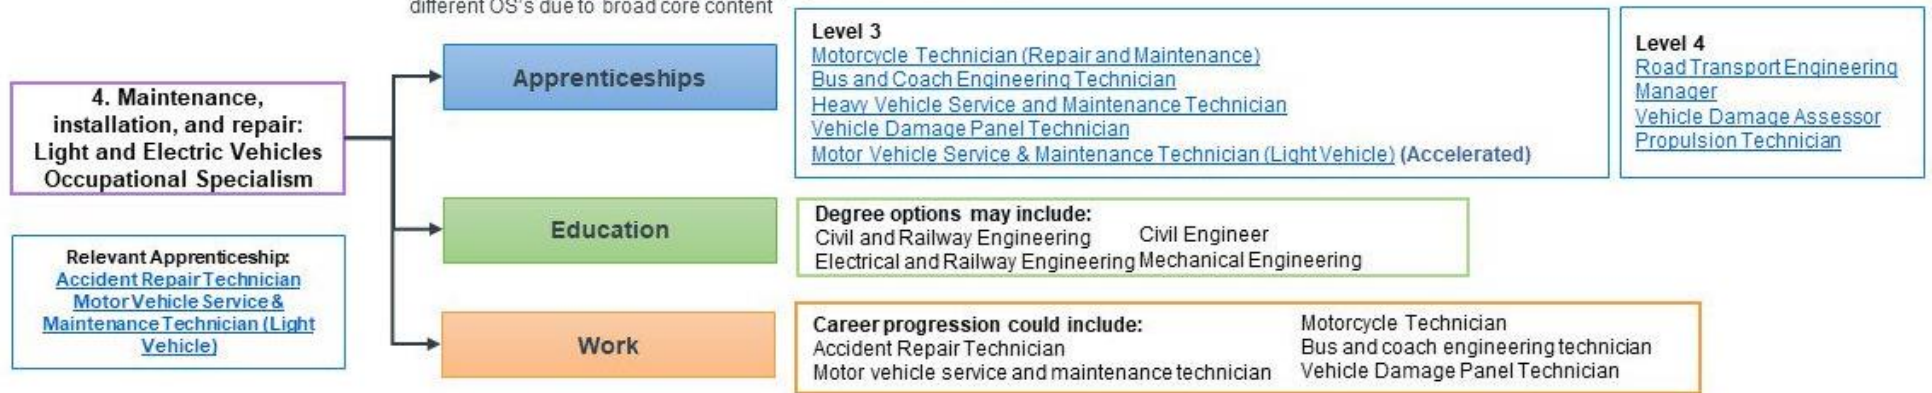 different OS's due to broad core content
4. Maintenance,
installation, and repair:
Light and Electric Vehicles
Occupational Specialism
Relevant Apprenticeship:
Accident Repair Technician
Motor Vehicle Service &
Maintenance Technician (Light
Vehicle)
Apprenticeships
Level 3
Motorcycle Technician (Repair and Maintenance)
Bus and Coach Engineering Technician
Heavy Vehicle Service and Maintenance Technician
Vehicle Damage Panel Technician
Motor Vehicle Service & Maintenance Technician (Light Vehicle) (Accelerated)
Level 4
Road Transport Engineering
Manager
Vehicle Damage Assessor
Propulsion Technician
Education
Degree options may include:
Civil and Railway Engineering Civil Engineer
Electrical and Railway Engineering Mechanical Engineering
Work
Career progression could include:
Accident Repair Technician
Motor vehicle service and maintenance technician
Motorcycle Technician
Bus and coach engineering technician
Vehicle Damage Panel Technician